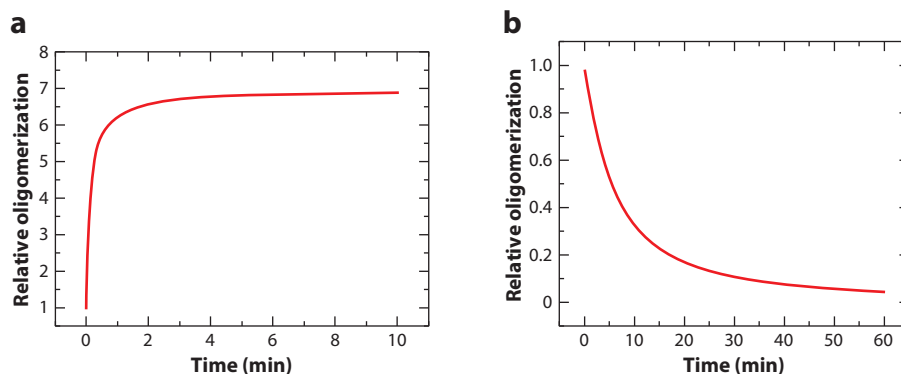 a
Relative oligomerization
8
7
6
5
4
3
2
1
0 2 4 6 8 10
Time (min)
b
Relative oligomerization
1.0
0.8
0.6
0.4
0.2
0
0 10 20 30 40 50 60
Time (min)